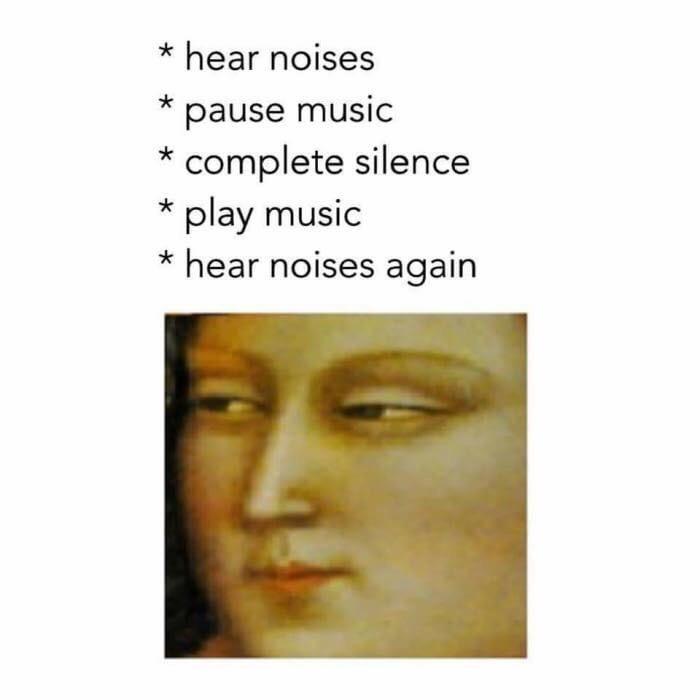 * hear noises
* pause music
* complete silence
* play music
* hear noises again